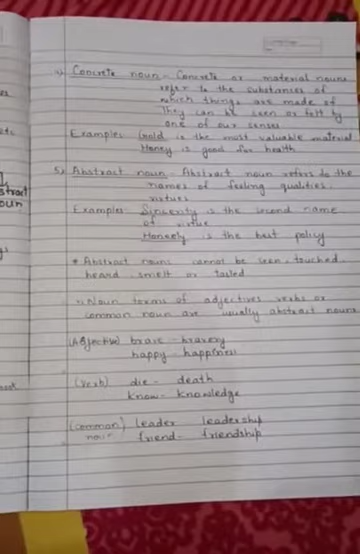 4) Concrete noun - Concrete or material nouns
refer to the substances of
which things are made of
They can be seen or felt by
one of our senses
Examples Gold is the most valuable material
Honey is good for health
5) Abstract noun - Abstract noun refers to the
names of feeling qualities
virtues
Examples Sincerity is the second name
of virtue
Honesty is the best policy
* Abstract nouns cannot be seen, touched
heard smelt or tasted
Noun forms of adjectives verbs or
common noun are usually abstract nouns
(Adjective) brave - bravery
happy - happiness
(verb) die - death
know - knowledge
(common) leader leadership
noun friend - friendship